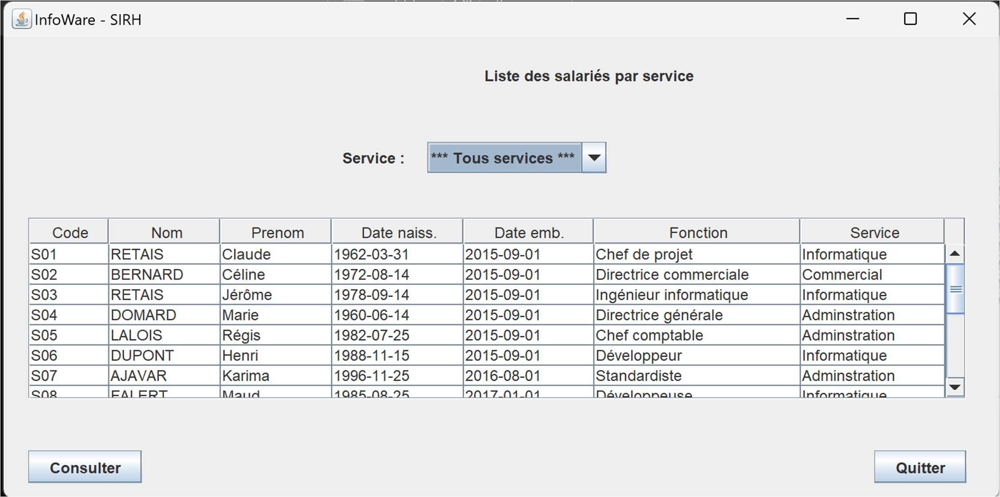 InfoWare - SIRH
Liste des salariés par service
Service : *** Tous services ***
Code Nom Prenom Date naiss. Date emb. Fonction Service
S01 RETAIS Claude 1962-03-31 2015-09-01 Chef de projet Informatique
S02 BERNARD Céline 1972-08-14 2015-09-01 Directrice commerciale Commercial
S03 RETAIS Jérôme 1978-09-14 2015-09-01 Ingénieur informatique Informatique
S04 DOMARD Marie 1960-06-14 2015-09-01 Directrice générale Adminstration
S05 LALOIS Régis 1982-07-25 2015-09-01 Chef comptable Adminstration
S06 DUPONT Henri 1988-11-15 2015-09-01 Développeur Informatique
S07 AJAVAR Karima 1996-11-25 2016-08-01 Standardiste Adminstration
S08 Maud 1985-08-25 2017-01-01 Développeuse Informatique
Consulter Quitter